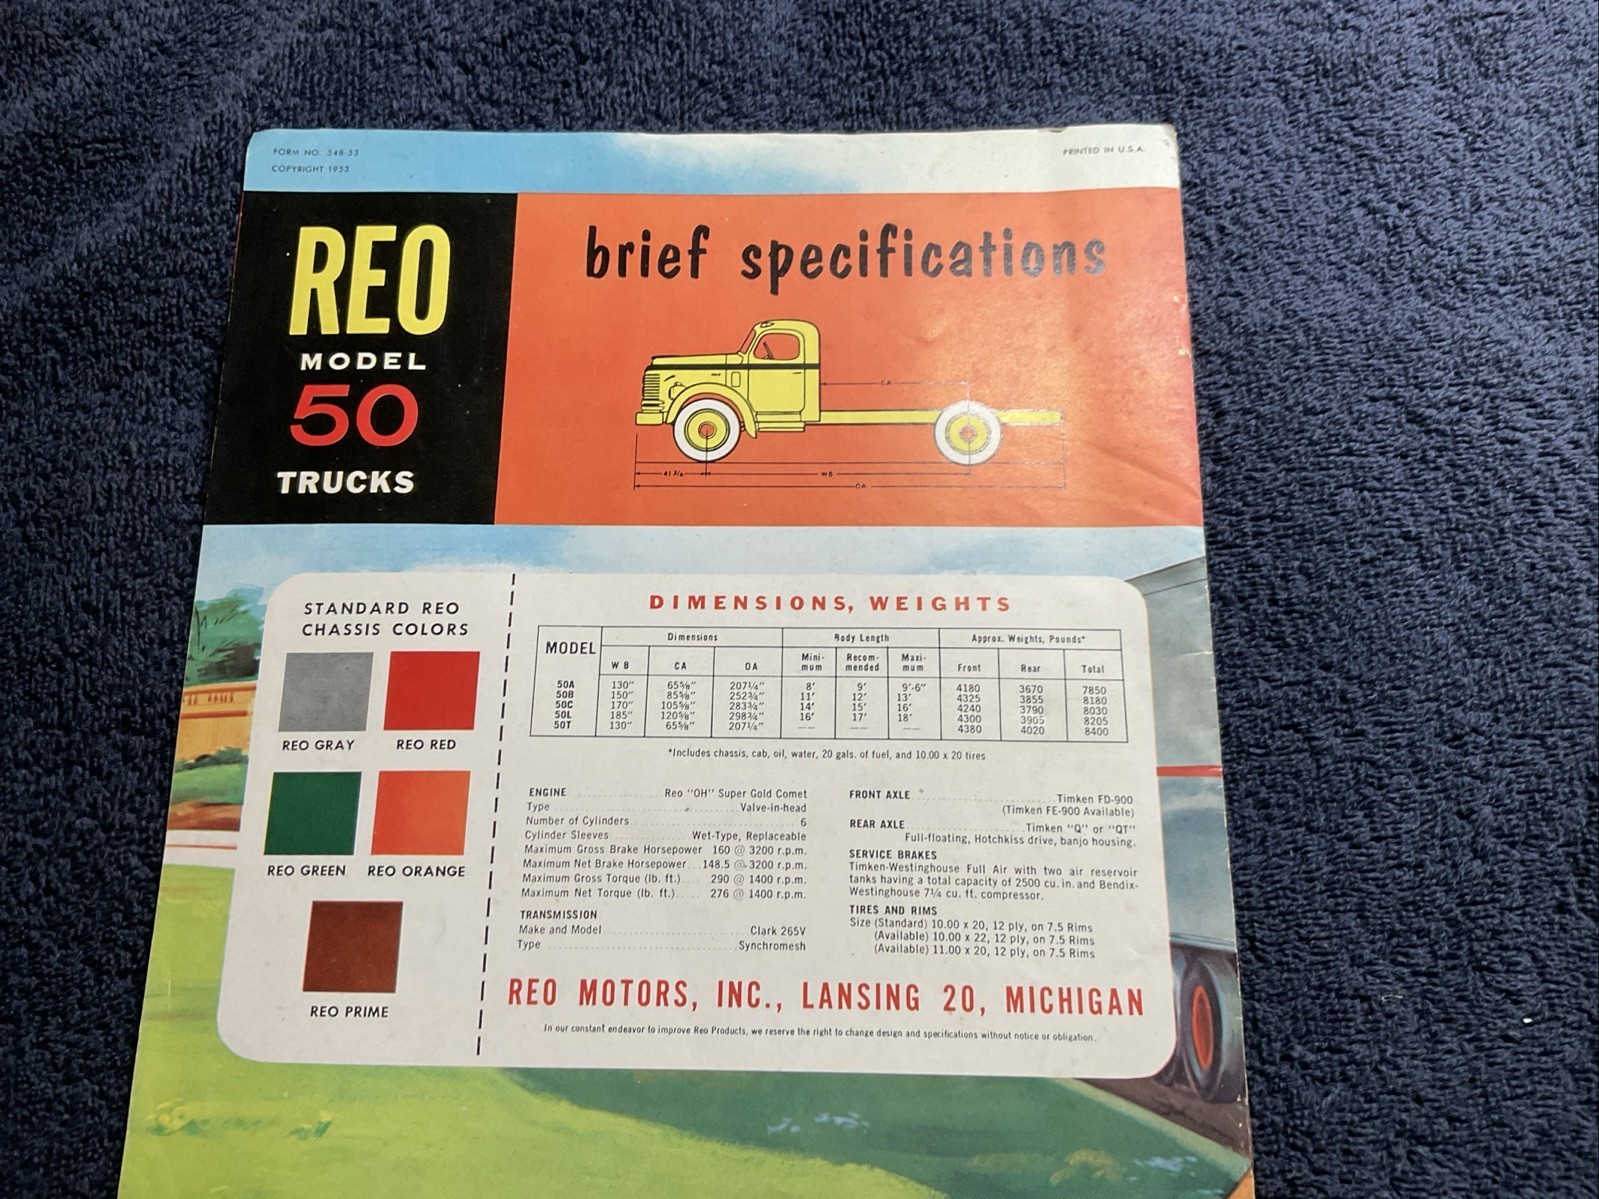 FORM NO. 548-53
COPYRIGHT 1953
PRINTED IN U.S.A.
REO
MODEL
50
TRUCKS
brief specifications
CA
41 3/4
WB
OA
STANDARD REO
CHASSIS COLORS
REO GRAY
REO RED
REO GREEN
REO ORANGE
REO PRIME
DIMENSIONS, WEIGHTS
MODEL Dimensions Body Length Approx. Weights, Pounds*
W B CA OA Mini-mum Recom-mended Maxi-mum Front Rear Total
50A 130" 65⅝" 207¼" 8' 9' 9'-6" 4180 3670 7850
50B 150" 85⅝" 252¾" 11' 12' 13' 4325 3855 8180
50C 170" 105⅝" 283¾" 14' 15' 16' 4240 3790 8030
50L 185" 120⅝" 298¾" 16' 17' 18' 4300 3905 8205
50T 130" 65⅝" 207¼" —— —— —— 4380 4020 8400
*Includes chassis, cab, oil, water, 20 gals. of fuel, and 10.00 x 20 tires
ENGINE Reo "OH" Super Gold Comet
Type Valve-in-head
Number of Cylinders 6
Cylinder Sleeves Wet-Type, Replaceable
Maximum Gross Brake Horsepower 160 @ 3200 r.p.m.
Maximum Net Brake Horsepower 148.5 @ 3200 r.p.m.
Maximum Gross Torque (lb. ft.) 290 @ 1400 r.p.m.
Maximum Net Torque (lb. ft.) 276 @ 1400 r.p.m.
TRANSMISSION
Make and Model Clark 265V
Type Synchromesh
FRONT AXLE Timken FD-900
(Timken FE-900 Available)
REAR AXLE Timken "Q" or "QT"
Full-floating, Hotchkiss drive, banjo housing.
SERVICE BRAKES
Timken-Westinghouse Full Air with two air reservoir
tanks having a total capacity of 2500 cu. in. and Bendix-
Westinghouse 7¼ cu. ft. compressor.
TIRES AND RIMS
Size (Standard) 10.00 x 20, 12 ply, on 7.5 Rims
(Available) 10.00 x 22, 12 ply, on 7.5 Rims
(Available) 11.00 x 20, 12 ply, on 7.5 Rims
REO MOTORS, INC., LANSING 20, MICHIGAN
In our constant endeavor to improve Reo Products, we reserve the right to change design and specifications without notice or obligation.